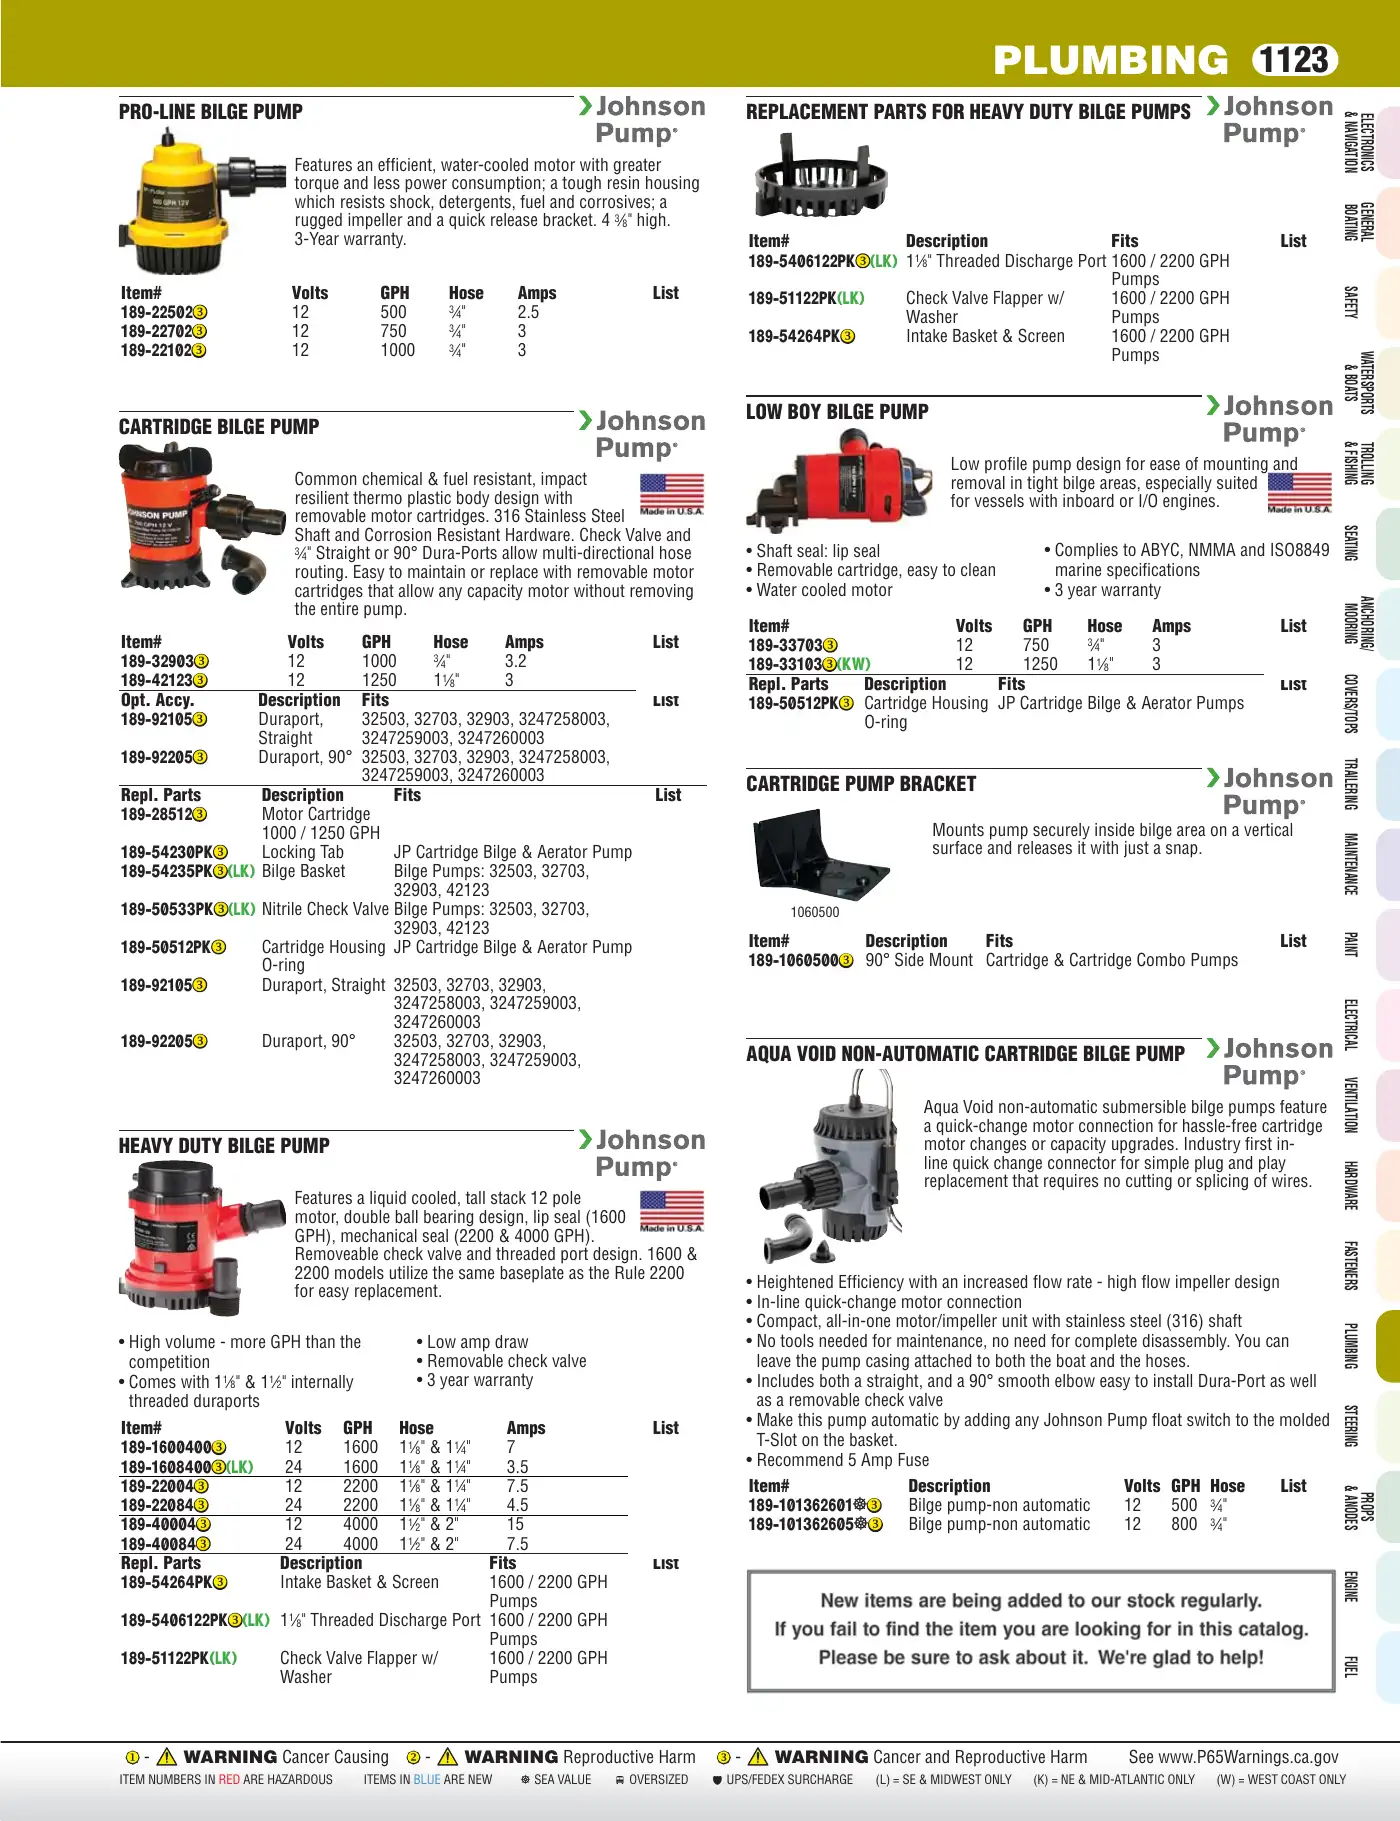 PLUMBING 1123
PRO-LINE BILGE PUMP
Johnson
Pump
Features an efficient, water-cooled motor with greater
torque and less power consumption; a tough resin housing
which resists shock, detergents, fuel and corrosives; a
rugged impeller and a quick release bracket. 4 ⅜" high.
3-Year warranty.
Item# Volts GPH Hose Amps List
189-22502③ 12 500 ¾" 2.5
189-22702③ 12 750 ¾" 3
189-22102③ 12 1000 ¾" 3
CARTRIDGE BILGE PUMP
Johnson
Pump
Common chemical & fuel resistant, impact
resilient thermo plastic body design with
removable motor cartridges. 316 Stainless Steel
Made in U.S.A.
Shaft and Corrosion Resistant Hardware. Check Valve and
¾" Straight or 90° Dura-Ports allow multi-directional hose
routing. Easy to maintain or replace with removable motor
cartridges that allow any capacity motor without removing
the entire pump.
Item# Volts GPH Hose Amps List
189-32903③ 12 1000 ¾" 3.2
189-42123③ 12 1250 1⅛" 3
Opt. Accy. Description Fits List
189-92105③ Duraport, 32503, 32703, 32903, 3247258003,
Straight 3247259003, 3247260003
189-92205③ Duraport, 90° 32503, 32703, 32903, 3247258003,
3247259003, 3247260003
Repl. Parts Description Fits List
189-28512③ Motor Cartridge
1000 / 1250 GPH
189-54230PK③ Locking Tab JP Cartridge Bilge & Aerator Pump
189-54235PK③(LK) Bilge Basket Bilge Pumps: 32503, 32703,
32903, 42123
189-50533PK③(LK) Nitrile Check Valve Bilge Pumps: 32503, 32703,
32903, 42123
189-50512PK③ Cartridge Housing JP Cartridge Bilge & Aerator Pump
O-ring
189-92105③ Duraport, Straight 32503, 32703, 32903,
3247258003, 3247259003,
3247260003
189-92205③ Duraport, 90° 32503, 32703, 32903,
3247258003, 3247259003,
3247260003
HEAVY DUTY BILGE PUMP
Johnson
Pump
Features a liquid cooled, tall stack 12 pole
motor, double ball bearing design, lip seal (1600
GPH), mechanical seal (2200 & 4000 GPH).
Made in U.S.A.
Removeable check valve and threaded port design. 1600 &
2200 models utilize the same baseplate as the Rule 2200
for easy replacement.
• High volume - more GPH than the
competition
• Comes with 1⅛" & 1½" internally
threaded duraports
• Low amp draw
• Removable check valve
• 3 year warranty
Item# Volts GPH Hose Amps List
189-1600400③ 12 1600 1⅛" & 1¼" 7
189-1608400③(LK) 24 1600 1⅛" & 1¼" 3.5
189-22004③ 12 2200 1⅛" & 1¼" 7.5
189-22084③ 24 2200 1⅛" & 1¼" 4.5
189-40004③ 12 4000 1½" & 2" 15
189-40084③ 24 4000 1½" & 2" 7.5
Repl. Parts Description Fits List
189-54264PK③ Intake Basket & Screen 1600 / 2200 GPH
Pumps
189-5406122PK③(LK) 1⅛" Threaded Discharge Port 1600 / 2200 GPH
Pumps
189-51122PK(LK) Check Valve Flapper w/ 1600 / 2200 GPH
Washer Pumps
REPLACEMENT PARTS FOR HEAVY DUTY BILGE PUMPS
Johnson
Pump
Item# Description Fits List
189-5406122PK③(LK) 1⅛" Threaded Discharge Port 1600 / 2200 GPH
Pumps
189-51122PK(LK) Check Valve Flapper w/ 1600 / 2200 GPH
Washer Pumps
189-54264PK③ Intake Basket & Screen 1600 / 2200 GPH
Pumps
LOW BOY BILGE PUMP
Johnson
Pump
Low profile pump design for ease of mounting and
removal in tight bilge areas, especially suited
for vessels with inboard or I/O engines.
Made in U.S.A.
• Shaft seal: lip seal
• Removable cartridge, easy to clean
• Water cooled motor
• Complies to ABYC, NMMA and ISO8849
marine specifications
• 3 year warranty
Item# Volts GPH Hose Amps List
189-33703③ 12 750 ¾" 3
189-33103③(KW) 12 1250 1⅛" 3
Repl. Parts Description Fits List
189-50512PK③ Cartridge Housing JP Cartridge Bilge & Aerator Pumps
O-ring
CARTRIDGE PUMP BRACKET
Johnson
Pump
Mounts pump securely inside bilge area on a vertical
surface and releases it with just a snap.
1060500
Item# Description Fits List
189-1060500③ 90° Side Mount Cartridge & Cartridge Combo Pumps
AQUA VOID NON-AUTOMATIC CARTRIDGE BILGE PUMP
Johnson
Pump
Aqua Void non-automatic submersible bilge pumps feature
a quick-change motor connection for hassle-free cartridge
motor changes or capacity upgrades. Industry first in-
line quick change connector for simple plug and play
replacement that requires no cutting or splicing of wires.
• Heightened Efficiency with an increased flow rate - high flow impeller design
• In-line quick-change motor connection
• Compact, all-in-one motor/impeller unit with stainless steel (316) shaft
• No tools needed for maintenance, no need for complete disassembly. You can
leave the pump casing attached to both the boat and the hoses.
• Includes both a straight, and a 90° smooth elbow easy to install Dura-Port as well
as a removable check valve
• Make this pump automatic by adding any Johnson Pump float switch to the molded
T-Slot on the basket.
• Recommend 5 Amp Fuse
Item# Description Volts GPH Hose List
189-101362601☸③ Bilge pump-non automatic 12 500 ¾"
189-101362605☸③ Bilge pump-non automatic 12 800 ¾"
New items are being added to our stock regularly.
If you fail to find the item you are looking for in this catalog.
Please be sure to ask about it. We're glad to help!
ELECTRONICS
& NAVIGATION
GENERAL
BOATING
SAFETY
WATERSPORTS
& BOATS
TROLLING
& FISHING
SEATING
ANCHORING/
MOORING
COVERS/TOPS
TRAILERING
MAINTENANCE
PAINT
ELECTRICAL
VENTILATION
HARDWARE
FASTENERS
PLUMBING
STEERING
PROPS
& ANODES
ENGINE
FUEL
① - ⚠ WARNING Cancer Causing ② - ⚠ WARNING Reproductive Harm ③ - ⚠ WARNING Cancer and Reproductive Harm See www.P65Warnings.ca.gov
ITEM NUMBERS IN RED ARE HAZARDOUS ITEMS IN BLUE ARE NEW ☸ SEA VALUE OVERSIZED UPS/FEDEX SURCHARGE (L) = SE & MIDWEST ONLY (K) = NE & MID-ATLANTIC ONLY (W) = WEST COAST ONLY